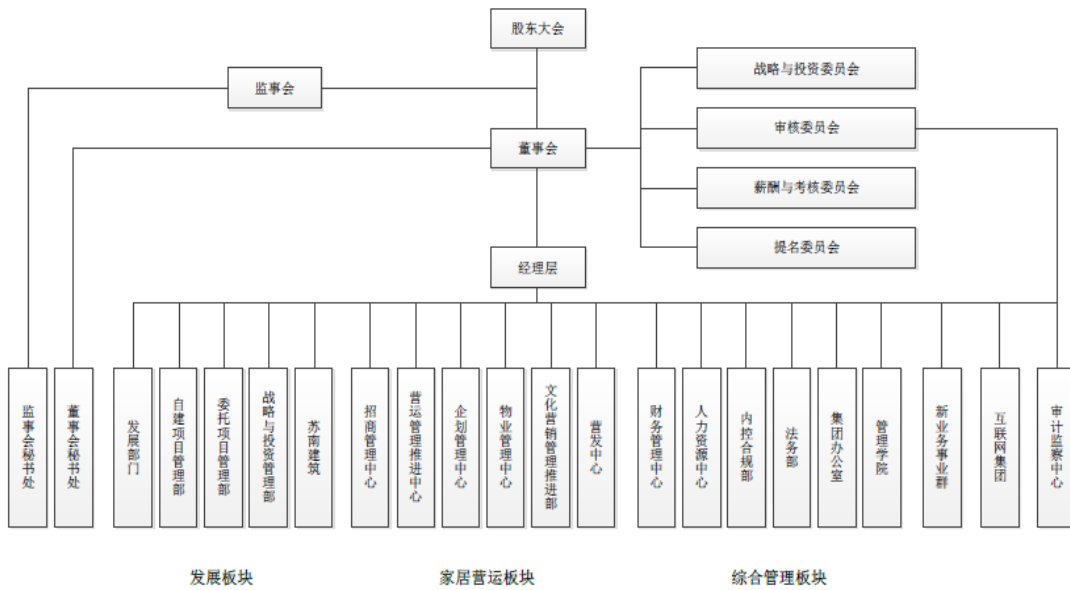 股东大会
监事会
战略与投资委员会
审核委员会
董事会
薪酬与考核委员会
提名委员会
经理层
监事会秘书处
董事会秘书处
发展部门
自建项目管理部
委托项目管理部
战略与投资管理部
苏南建筑
招商管理中心
营运管理推进中心
企划管理中心
物业管理中心
文化营销管理推进部
营发中心
财务管理中心
人力资源中心
内控合规部
法务部
集团办公室
管理学院
新业务事业群
互联网集团
审计监察中心
发展板块
家居营运板块
综合管理板块